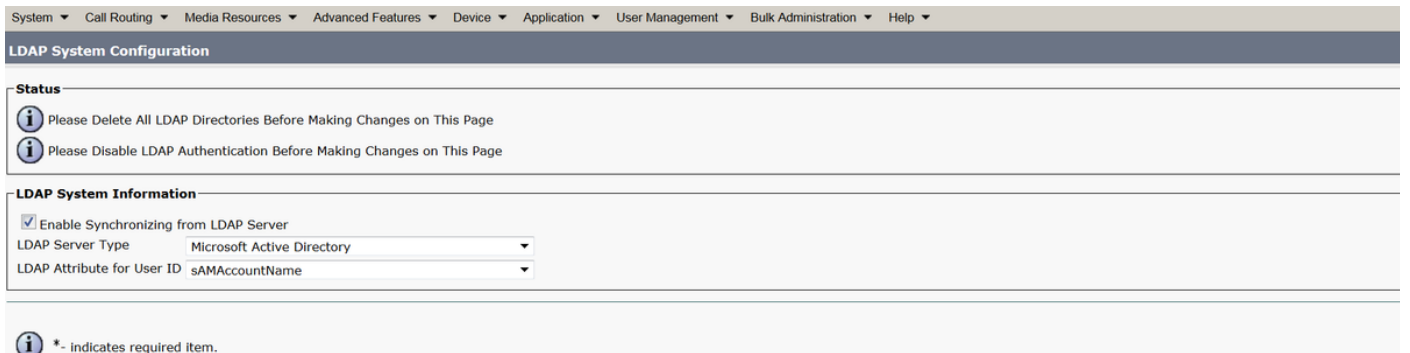 System Call Routing Media Resources Advanced Features Device Application User Management Bulk Administration Help
LDAP System Configuration
Status
Please Delete All LDAP Directories Before Making Changes on This Page
Please Disable LDAP Authentication Before Making Changes on This Page
LDAP System Information
Enable Synchronizing from LDAP Server
LDAP Server Type Microsoft Active Directory
LDAP Attribute for User ID sAMAccountName
*- indicates required item.